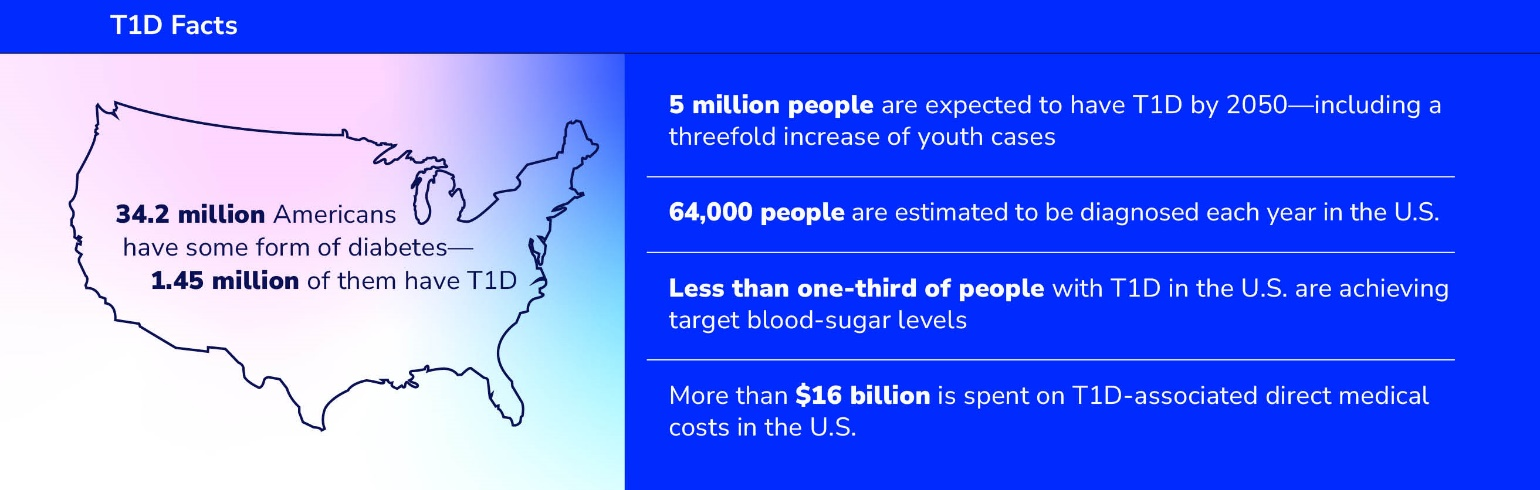 T1D Facts
34.2 million Americans
have some form of diabetes—
1.45 million of them have T1D
5 million people are expected to have T1D by 2050—including a
threefold increase of youth cases
64,000 people are estimated to be diagnosed each year in the U.S.
Less than one-third of people with T1D in the U.S. are achieving
target blood-sugar levels
More than $16 billion is spent on T1D-associated direct medical
costs in the U.S.